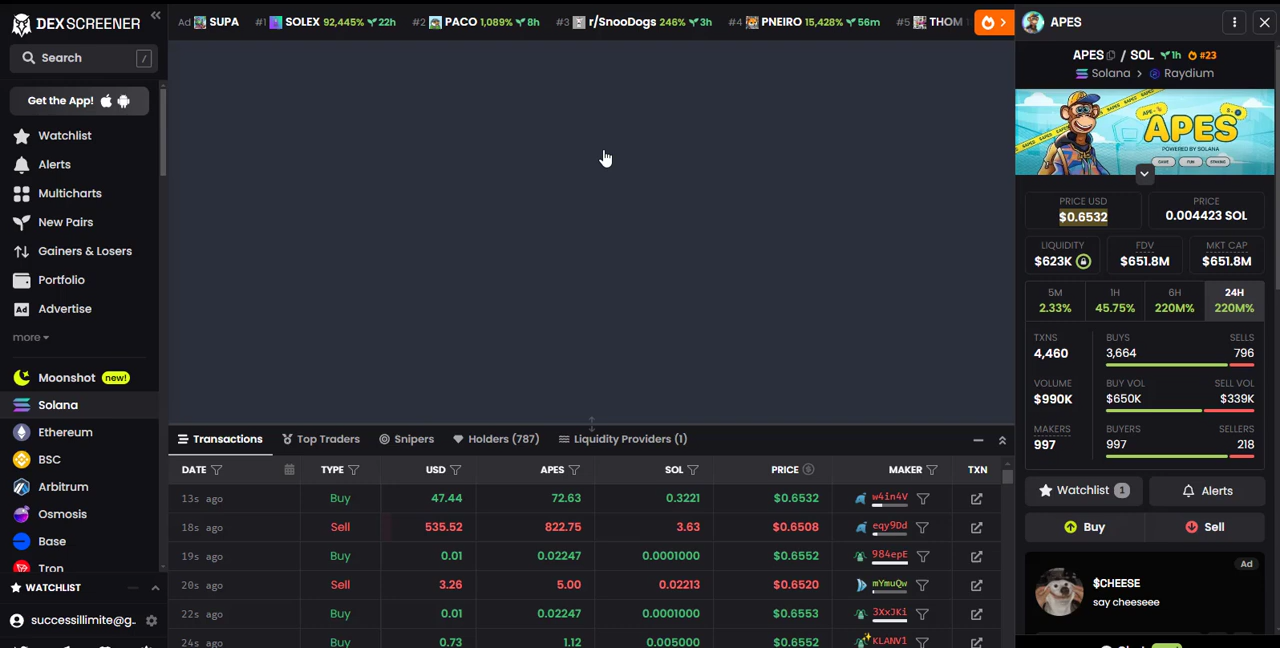 DEXSCREENER
Search /
Get the App!
Watchlist
Alerts
Multicharts
New Pairs
Gainers & Losers
Portfolio
Ad Advertise
more
Moonshot new!
Solana
Ethereum
BSC
Arbitrum
Osmosis
Base
Tron
WATCHLIST
successillimite@g..
Ad SUPA #1 SOLEX 92,445% 22h #2 PACO 1,089% 8h #3 r/SnooDogs 246% 3h #4 PNEIRO 15,428% 56m #5 THOM
Transactions Top Traders Snipers Holders (787) Liquidity Providers (1)
DATE TYPE USD APES SOL PRICE MAKER TXN
13s ago Buy 47.44 72.63 0.3221 $0.6532 w4in4V
18s ago Sell 535.52 822.75 3.63 $0.6508 eqy9Dd
19s ago Buy 0.01 0.02247 0.0001000 $0.6552 984epE
20s ago Sell 3.26 5.00 0.02213 $0.6520 mYmuQw
22s ago Buy 0.01 0.02247 0.0001000 $0.6553 3XxJKi
24s ago Buy 0.73 1.12 0.005000 $0.6552 KLANV1
APES
APES / SOL 1h #23
Solana > Raydium
APES
POWERED BY SOLANA
PRICE USD
$0.6532
PRICE
0.004423 SOL
LIQUIDITY
$623K
FDV
$651.8M
MKT CAP
$651.8M
5M
2.33%
1H
45.75%
6H
220M%
24H
220M%
TXNS
4,460
BUYS SELLS
3,664 796
VOLUME
$990K
BUY VOL SELL VOL
$650K $339K
MAKERS
997
BUYERS SELLERS
997 218
Watchlist 1
Alerts
Buy
Sell
Ad
$CHEESE
say cheeseee